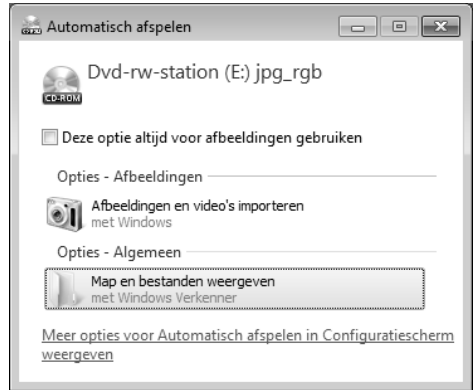 Automatisch afspelen
Dvd-rw-station (E:) jpg_rgb
CD-ROM
Deze optie altijd voor afbeeldingen gebruiken
Opties - Afbeeldingen
Afbeeldingen en video's importeren
met Windows
Opties - Algemeen
Map en bestanden weergeven
met Windows Verkenner
Meer opties voor Automatisch afspelen in Configuratiescherm
weergeven